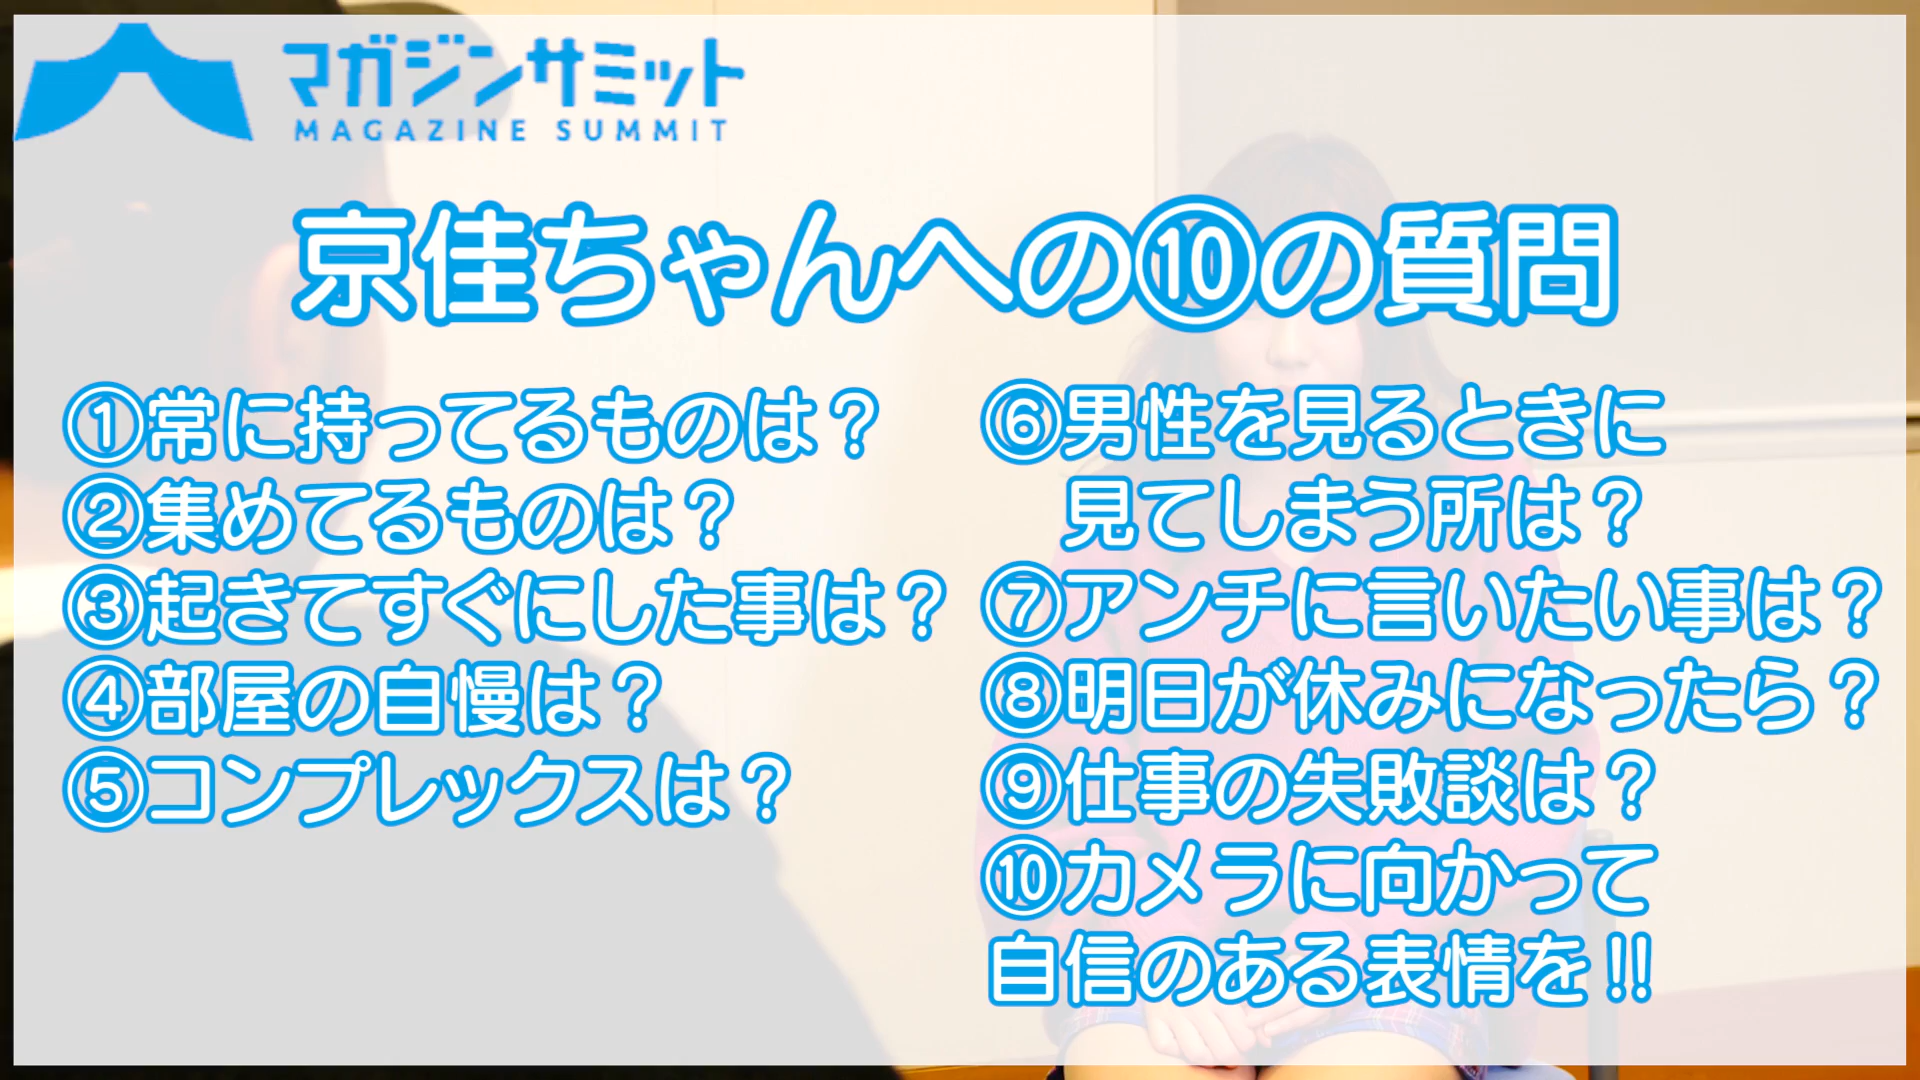 マガジンサミット
MAGAZINE SUMMIT
京佳ちゃんへの⑩の質問
①常に持ってるものは？
②集めてるものは？
③起きてすぐにした事は？
④部屋の自慢は？
⑤コンプレックスは？
⑥男性を見るときに
見てしまう所は？
⑦アンチに言いたい事は？
⑧明日が休みになったら？
⑨仕事の失敗談は？
⑩カメラに向かって
自信のある表情を!!